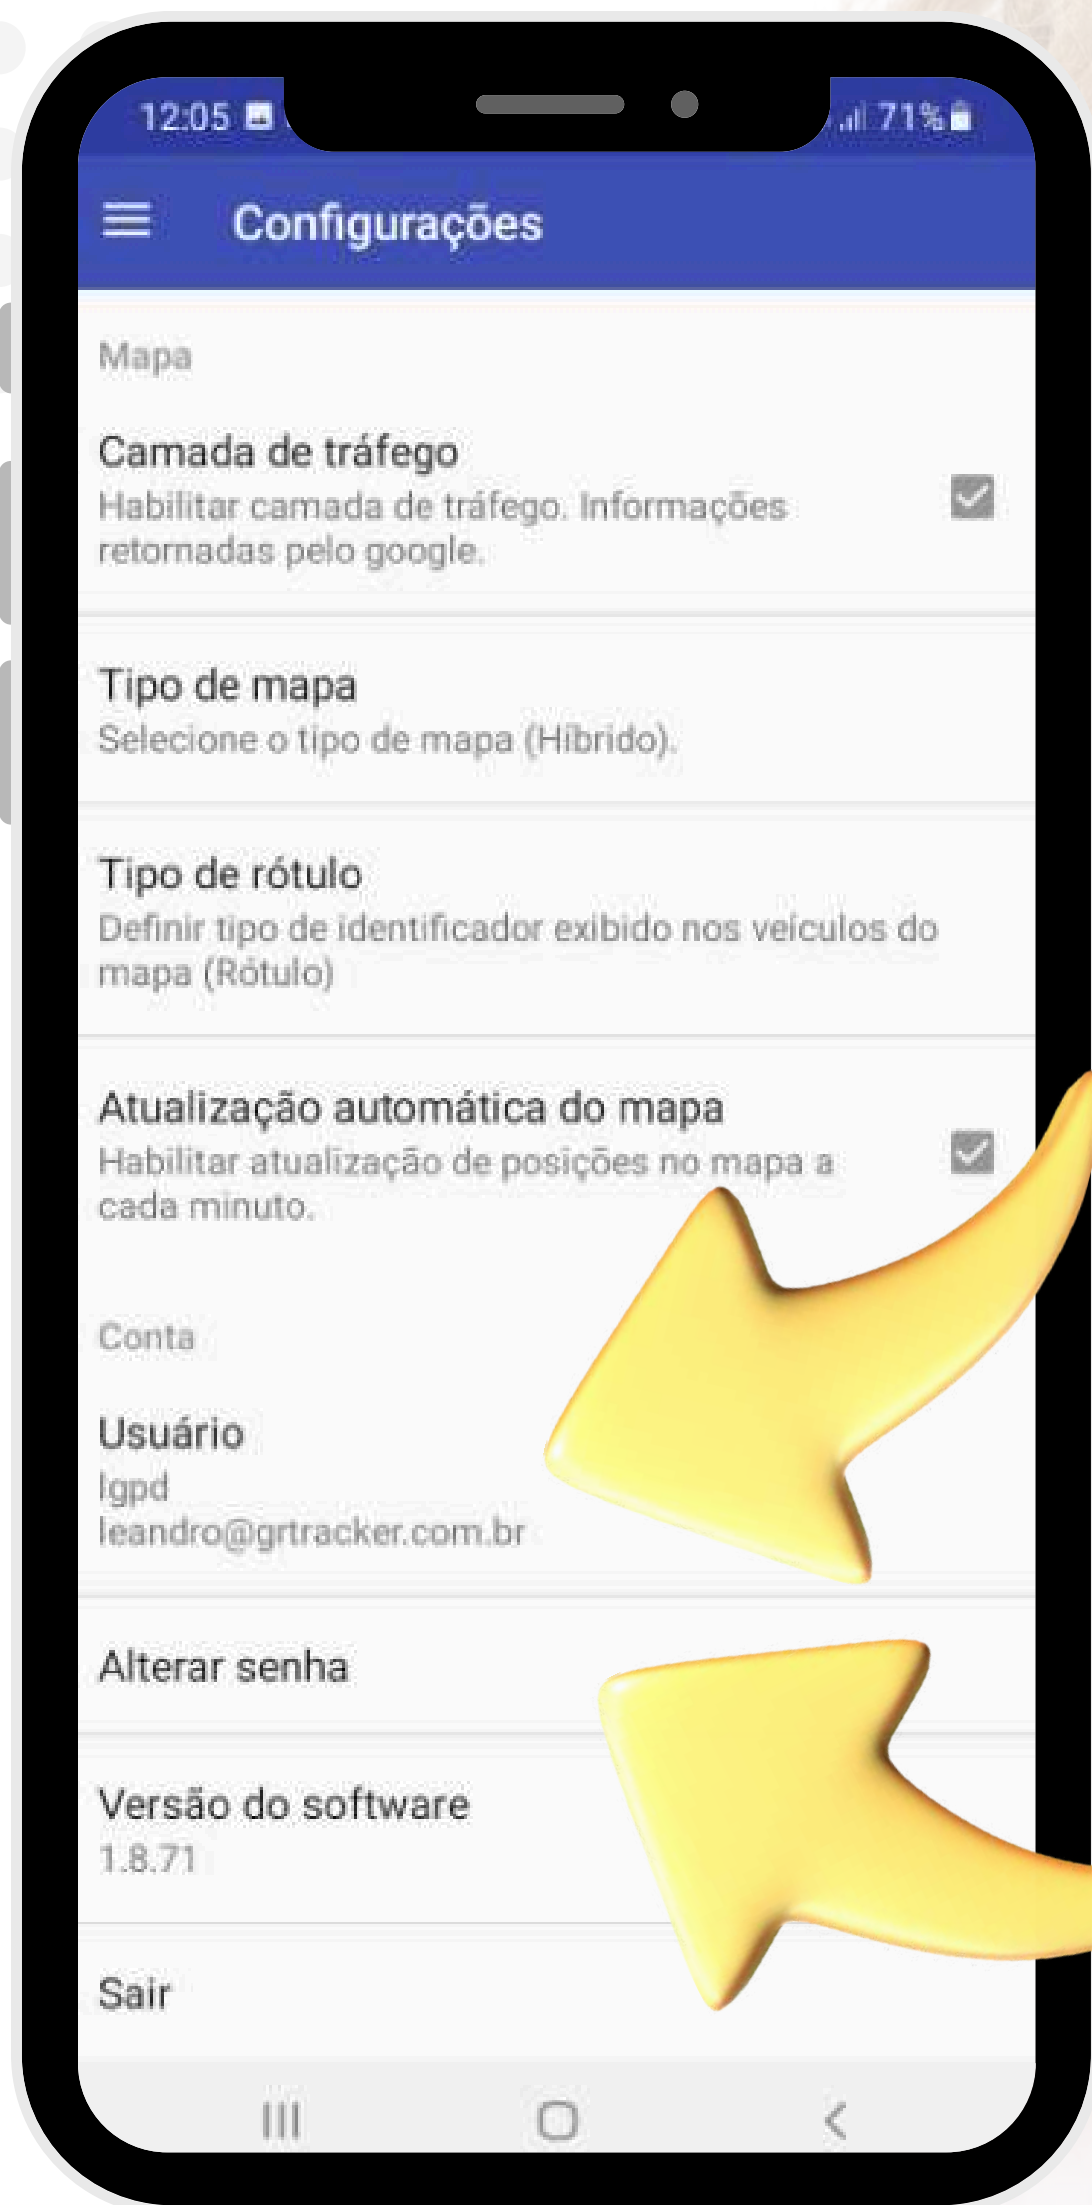 12:05
71%
Configurações
Mapa
Camada de tráfego
Habilitar camada de tráfego. Informações
retornadas pelo google.
Tipo de mapa
Selecione o tipo de mapa (Híbrido).
Tipo de rótulo
Definir tipo de identificador exibido nos veículos do
mapa (Rótulo)
Atualização automática do mapa
Habilitar atualização de posições no mapa a
cada minuto.
Conta
Usuário
lgpd
leandro@grtracker.com.br
Alterar senha
Versão do software
1.8.71
Sair